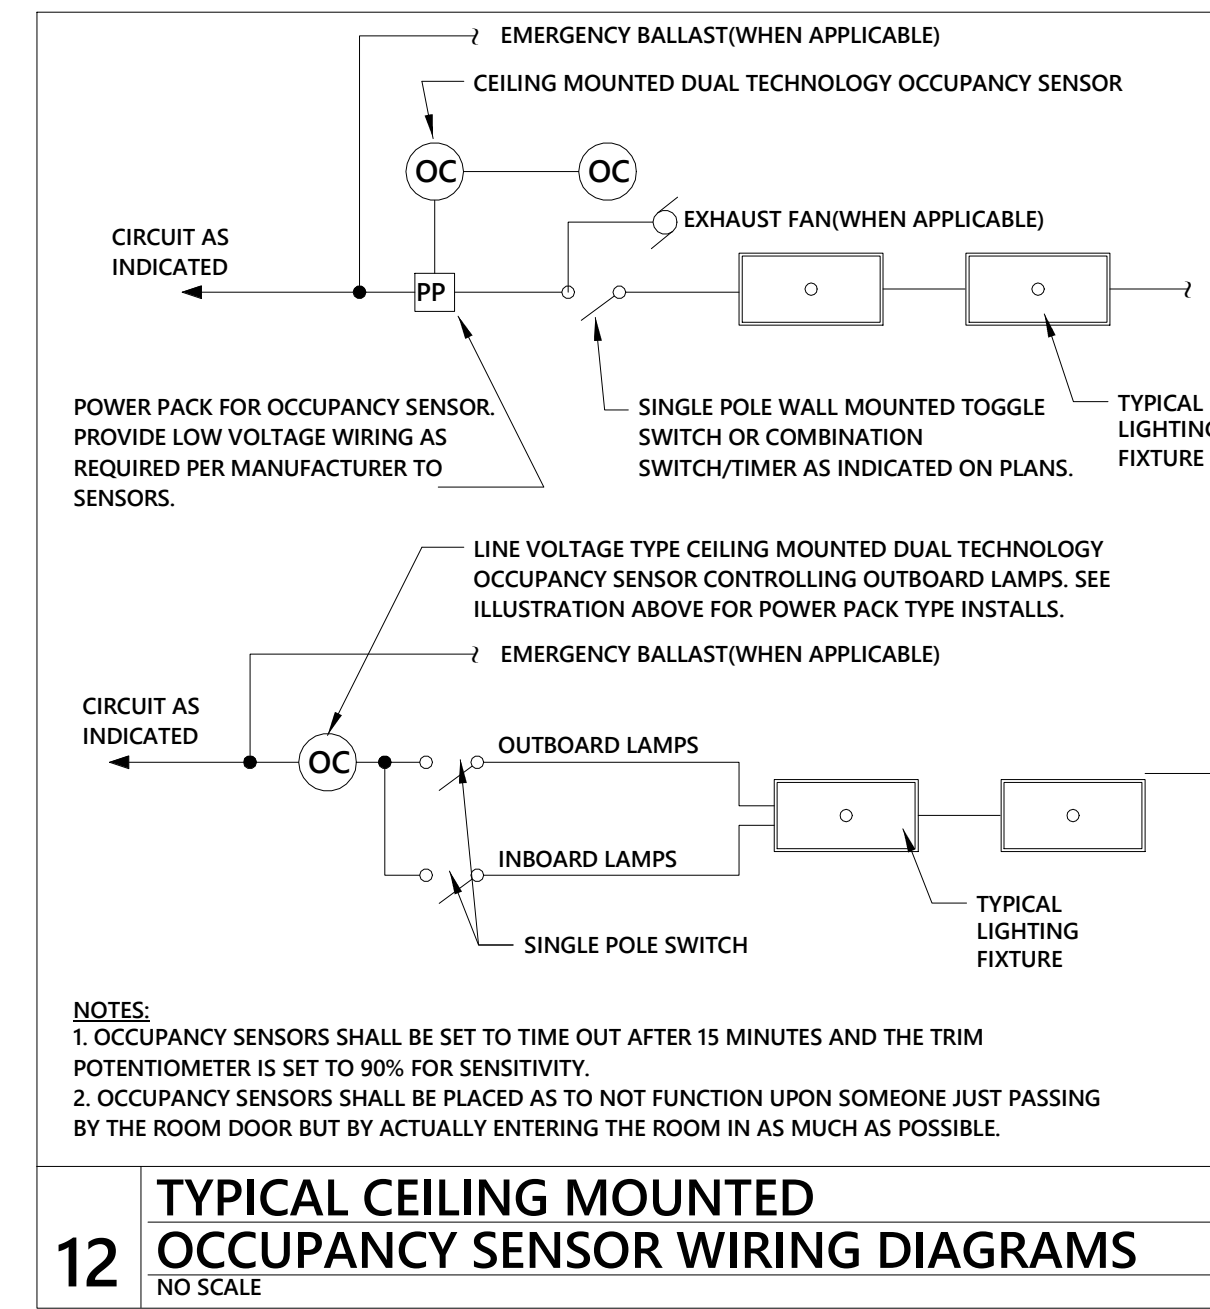 EMERGENCY BALLAST(WHEN APPLICABLE)
CEILING MOUNTED DUAL TECHNOLOGY OCCUPANCY SENSOR
OC
OC
EXHAUST FAN(WHEN APPLICABLE)
CIRCUIT AS
INDICATED
PP
POWER PACK FOR OCCUPANCY SENSOR.
PROVIDE LOW VOLTAGE WIRING AS
REQUIRED PER MANUFACTURER TO
SENSORS.
SINGLE POLE WALL MOUNTED TOGGLE
SWITCH OR COMBINATION
SWITCH/TIMER AS INDICATED ON PLANS.
TYPICAL
LIGHTING
FIXTURE
LINE VOLTAGE TYPE CEILING MOUNTED DUAL TECHNOLOGY
OCCUPANCY SENSOR CONTROLLING OUTBOARD LAMPS. SEE
ILLUSTRATION ABOVE FOR POWER PACK TYPE INSTALLS.
EMERGENCY BALLAST(WHEN APPLICABLE)
CIRCUIT AS
INDICATED
OC
OUTBOARD LAMPS
INBOARD LAMPS
SINGLE POLE SWITCH
TYPICAL
LIGHTING
FIXTURE
NOTES:
1. OCCUPANCY SENSORS SHALL BE SET TO TIME OUT AFTER 15 MINUTES AND THE TRIM
POTENTIOMETER IS SET TO 90% FOR SENSITIVITY.
2. OCCUPANCY SENSORS SHALL BE PLACED AS TO NOT FUNCTION UPON SOMEONE JUST PASSING
BY THE ROOM DOOR BUT BY ACTUALLY ENTERING THE ROOM IN AS MUCH AS POSSIBLE.
12
TYPICAL CEILING MOUNTED
OCCUPANCY SENSOR WIRING DIAGRAMS
NO SCALE